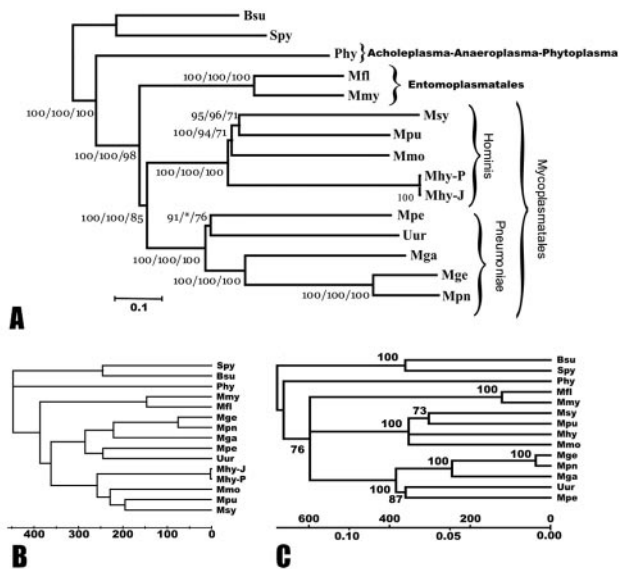 Bsu
Spy
Phy Acholeplasma-Anaeroplasma-Phytoplasma
100/100/100
100/100/100 Mfl
Mmy Entomoplasmatales
100/100/98
95/96/71 Msy
100/94/71 Mpu
100/100/100 Mmo
Mhy-P
100 Mhy-J
Hominis
Mycoplasmatales
100/100/85
91/*/76 Mpe
Uur
100/100/100
100/100/100 Mga
Mge
100/100/100 Mpn
Pneumoniae
0.1
A
Spy
Bsu
Phy
Mmy
Mfl
Mge
Mpn
Mga
Mpe
Uur
Mhy-J
Mhy-P
Mmo
Mpu
Msy
400 300 200 100 0
B
100 Bsu
Spy
Phy
100 Mfl
Mmy
73 Msy
Mpu
100 Mhy
Mmo
76
100 Mge
Mpn
100 Mga
100 Uur
87 Mpe
600 400 200 0
0.10 0.05 0.00
C